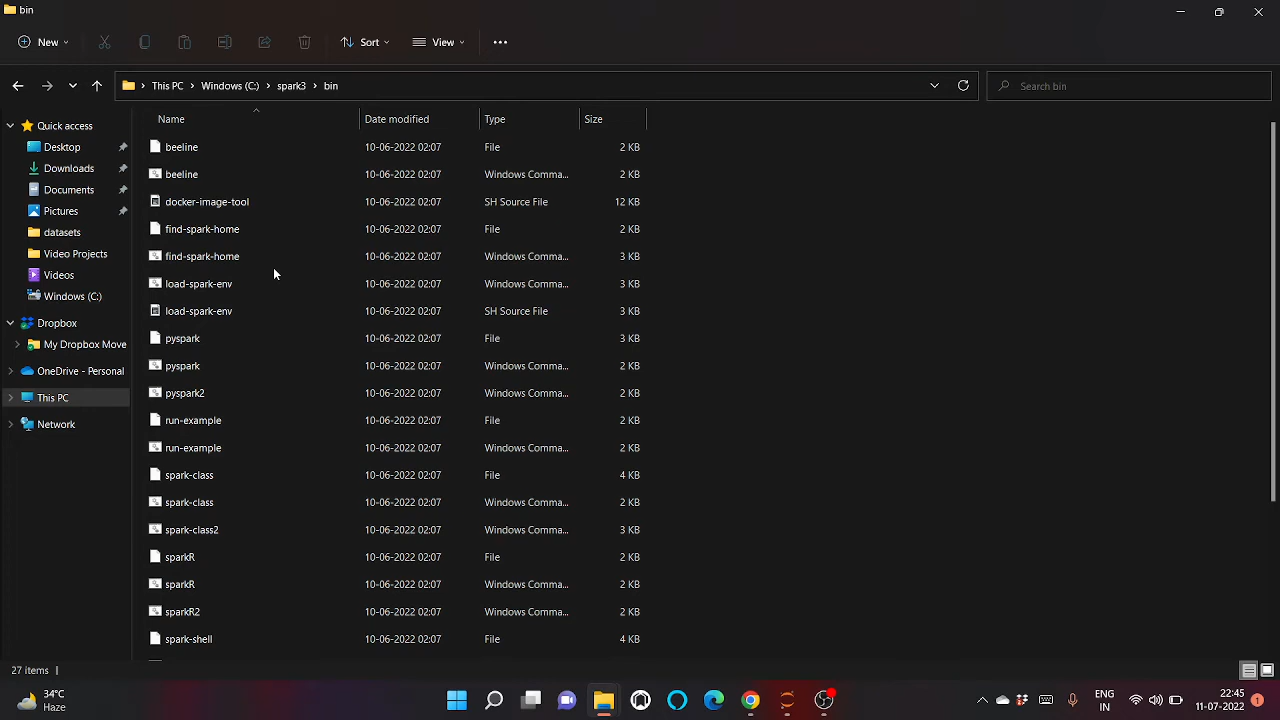 bin
New Sort View
This PC Windows (C:) spark3 bin Search bin
Name Date modified Type Size
Quick access
Desktop
Downloads
Documents
Pictures
datasets
Video Projects
Videos
Windows (C:)
Dropbox
My Dropbox Move
OneDrive - Personal
This PC
Network
beeline 10-06-2022 02:07 File 2 KB
beeline 10-06-2022 02:07 Windows Comma... 2 KB
docker-image-tool 10-06-2022 02:07 SH Source File 12 KB
find-spark-home 10-06-2022 02:07 File 2 KB
find-spark-home 10-06-2022 02:07 Windows Comma... 3 KB
load-spark-env 10-06-2022 02:07 Windows Comma... 3 KB
load-spark-env 10-06-2022 02:07 SH Source File 3 KB
pyspark 10-06-2022 02:07 File 3 KB
pyspark 10-06-2022 02:07 Windows Comma... 2 KB
pyspark2 10-06-2022 02:07 Windows Comma... 2 KB
run-example 10-06-2022 02:07 File 2 KB
run-example 10-06-2022 02:07 Windows Comma... 2 KB
spark-class 10-06-2022 02:07 File 4 KB
spark-class 10-06-2022 02:07 Windows Comma... 2 KB
spark-class2 10-06-2022 02:07 Windows Comma... 3 KB
sparkR 10-06-2022 02:07 File 2 KB
sparkR 10-06-2022 02:07 Windows Comma... 2 KB
sparkR2 10-06-2022 02:07 Windows Comma... 2 KB
spark-shell 10-06-2022 02:07 File 4 KB
27 items
34°C
Haze
ENG
IN
22:45
11-07-2022
1